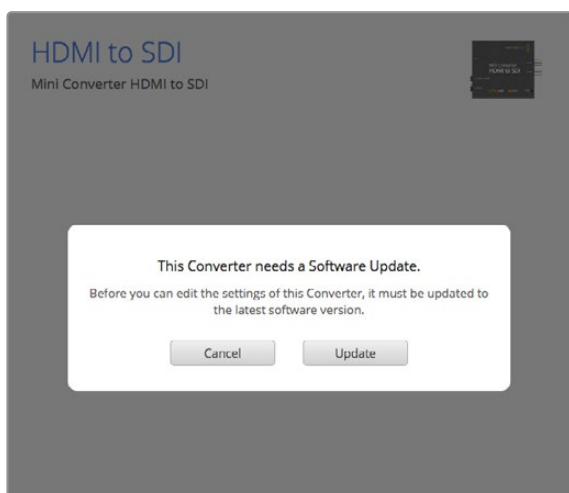 HDMI to SDI
Mini Converter HDMI to SDI
This Converter needs a Software Update.
Before you can edit the settings of this Converter, it must be updated to
the latest software version.
Cancel
Update